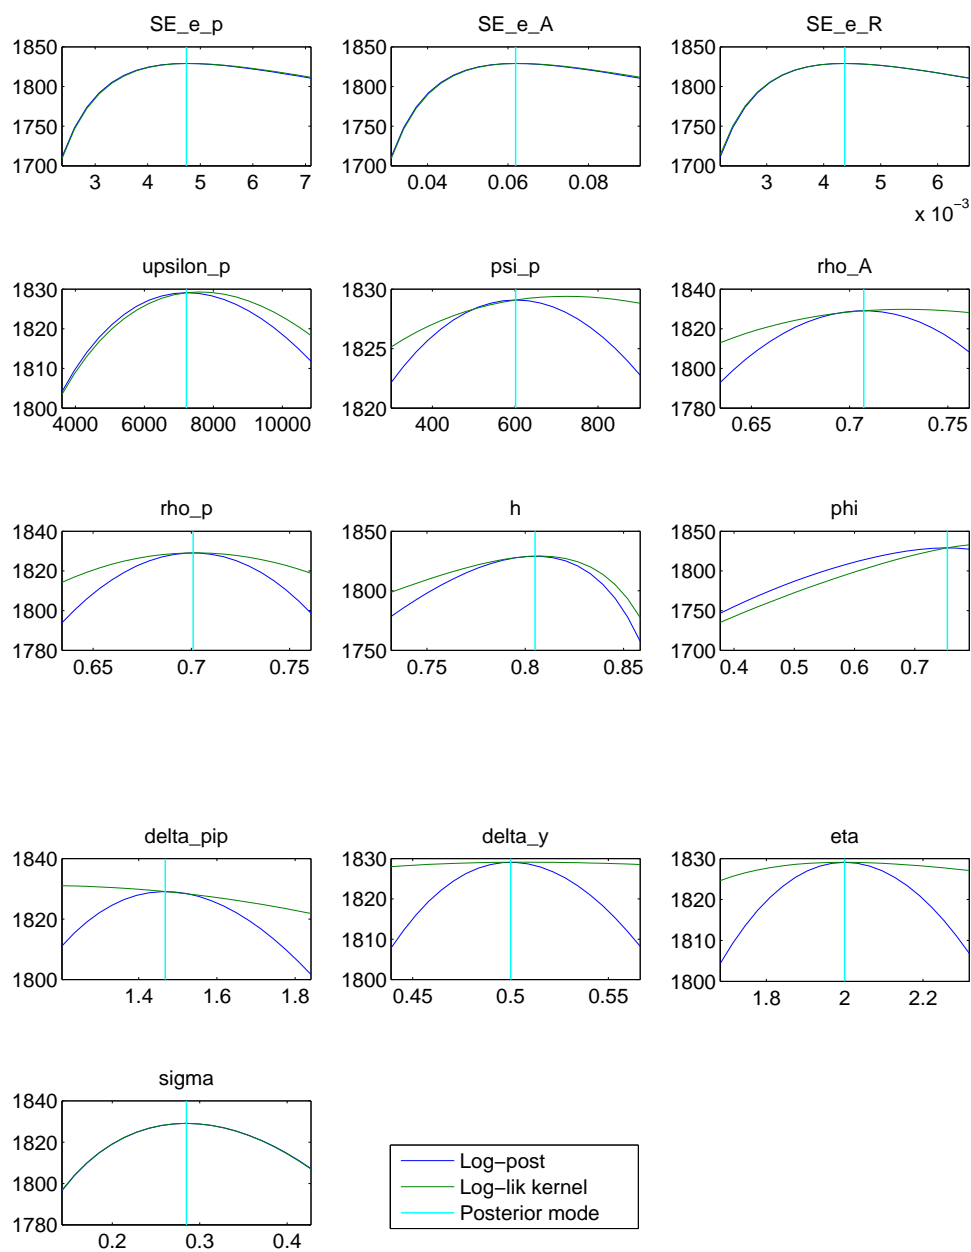 SE_e_p SE_e_A SE_e_R
1850 1850 1850
1800 1800 1800
1750 1750 1750
1700 1700 1700
3 4 5 6 7 0.04 0.06 0.08 3 4 5 6
x 10−3
upsilon_p psi_p rho_A
1830 1830 1840
1820 1825 1820
1810 1820 1800
1800 1780
4000 6000 8000 10000 400 600 800 0.65 0.7 0.75
rho_p h phi
1840 1850 1850
1820 1800 1800
1800 1750 1750
1780 1700
0.65 0.7 0.75 0.75 0.8 0.85 0.4 0.5 0.6 0.7
delta_pip delta_y eta
1840 1830 1830
1820 1820 1820
1800 1810 1810
1800 1800
1.4 1.6 1.8 0.45 0.5 0.55 1.8 2 2.2
sigma
1840
1820
1800
1780
0.2 0.3 0.4
Log−post
Log−lik kernel
Posterior mode